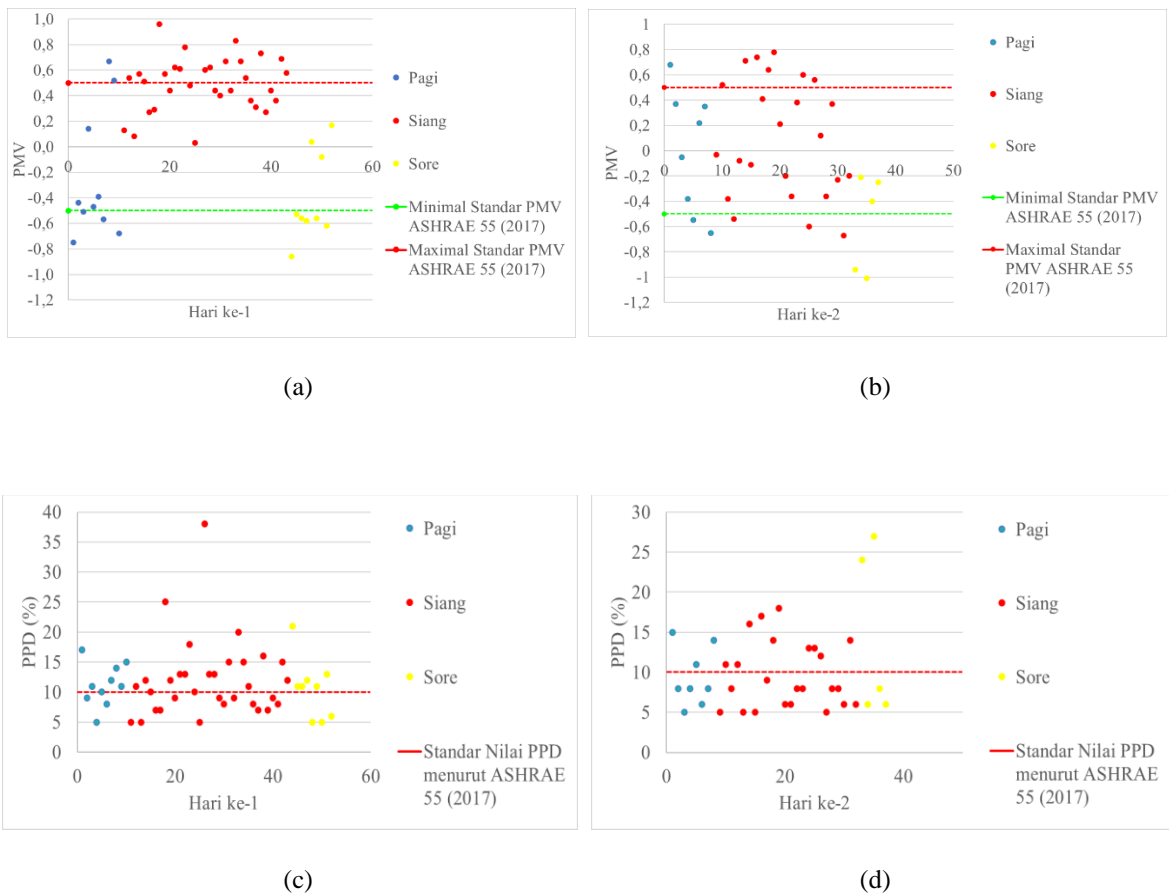 1,0
0,8
0,6
0,4
0,2
0,0
-0,2
-0,4
-0,6
-0,8
-1,0
-1,2
PMV
0 20 40 60
Hari ke-1
Pagi
Siang
Sore
Minimal Standar PMV
ASHRAE 55 (2017)
Maximal Standar PMV
ASHRAE 55 (2017)
(a)
1
0,8
0,6
0,4
0,2
0
-0,2
-0,4
-0,6
-0,8
-1
-1,2
PMV
0 10 20 30 40 50
Hari ke-2
Pagi
Siang
Sore
Minimal Standar PMV
ASHRAE 55 (2017)
Maximal Standar
PMV ASHRAE 55
(2017)
(b)
40
35
30
25
20
15
10
5
0
PPD (%)
0 20 40 60
Hari ke-1
Pagi
Siang
Sore
Standar Nilai PPD
menurut ASHRAE
55 (2017)
(c)
30
25
20
15
10
5
0
PPD (%)
0 20 40
Hari ke-2
Pagi
Siang
Sore
Standar Nilai PPD
menurut ASHRAE
55 (2017)
(d)